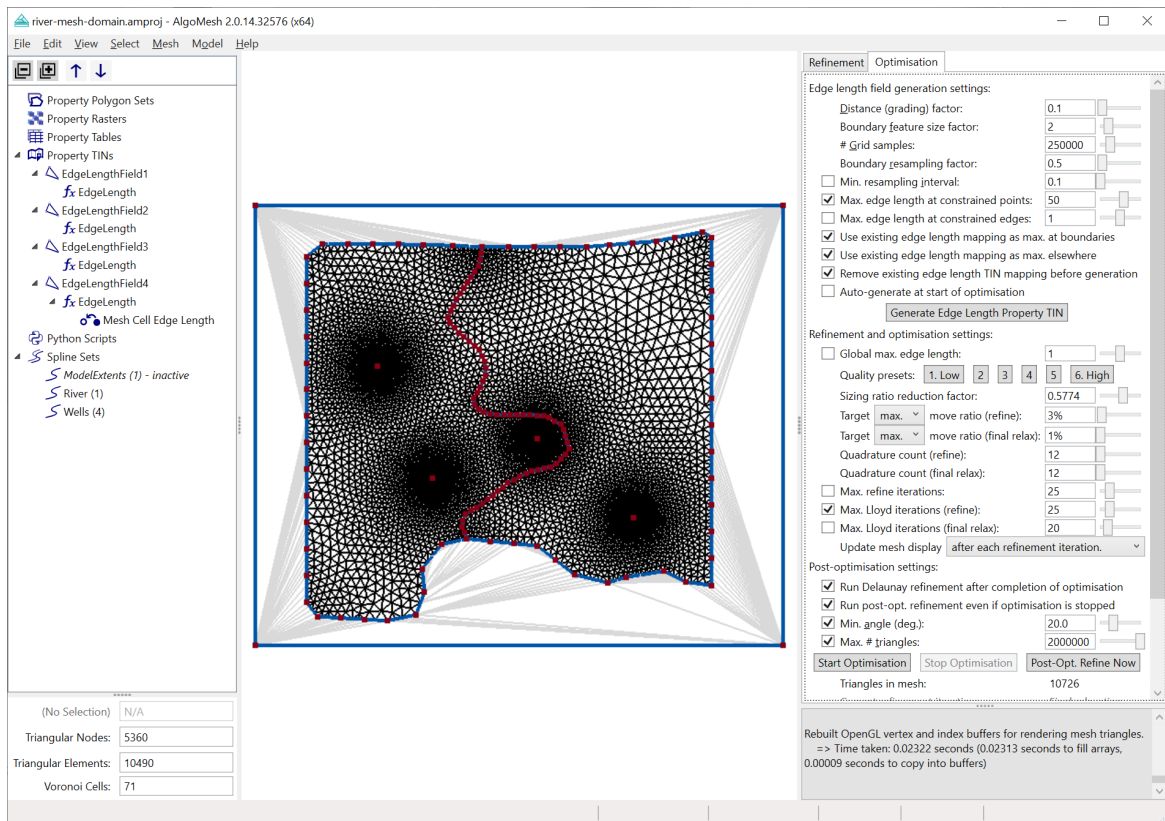 river-mesh-domain.amproj - AlgoMesh 2.0.14.32576 (x64)
File Edit View Select Mesh Model Help
Property Polygon Sets
Property Rasters
Property Tables
Property TINs
EdgeLengthField1
fx EdgeLength
EdgeLengthField2
fx EdgeLength
EdgeLengthField3
fx EdgeLength
EdgeLengthField4
fx EdgeLength
Mesh Cell Edge Length
Python Scripts
Spline Sets
ModelExtents (1) - inactive
River (1)
Wells (4)
(No Selection) N/A
Triangular Nodes: 5360
Triangular Elements: 10490
Voronoi Cells: 71
Refinement Optimisation
Edge length field generation settings:
Distance (grading) factor: 0.1
Boundary feature size factor: 2
# Grid samples: 250000
Boundary resampling factor: 0.5
Min. resampling interval: 0.1
Max. edge length at constrained points: 50
Max. edge length at constrained edges: 1
Use existing edge length mapping as max. at boundaries
Use existing edge length mapping as max. elsewhere
Remove existing edge length TIN mapping before generation
Auto-generate at start of optimisation
Generate Edge Length Property TIN
Refinement and optimisation settings:
Global max. edge length: 1
Quality presets: 1. Low 2 3 4 5 6. High
Sizing ratio reduction factor: 0.5774
Target max. move ratio (refine): 3%
Target max. move ratio (final relax): 1%
Quadrature count (refine): 12
Quadrature count (final relax): 12
Max. refine iterations: 25
Max. Lloyd iterations (refine): 25
Max. Lloyd iterations (final relax): 20
Update mesh display after each refinement iteration.
Post-optimisation settings:
Run Delaunay refinement after completion of optimisation
Run post-opt. refinement even if optimisation is stopped
Min. angle (deg.): 20.0
Max. # triangles: 2000000
Start Optimisation Stop Optimisation Post-Opt. Refine Now
Triangles in mesh: 10726
Rebuilt OpenGL vertex and index buffers for rendering mesh triangles.
=> Time taken: 0.02322 seconds (0.02313 seconds to fill arrays,
0.00009 seconds to copy into buffers)